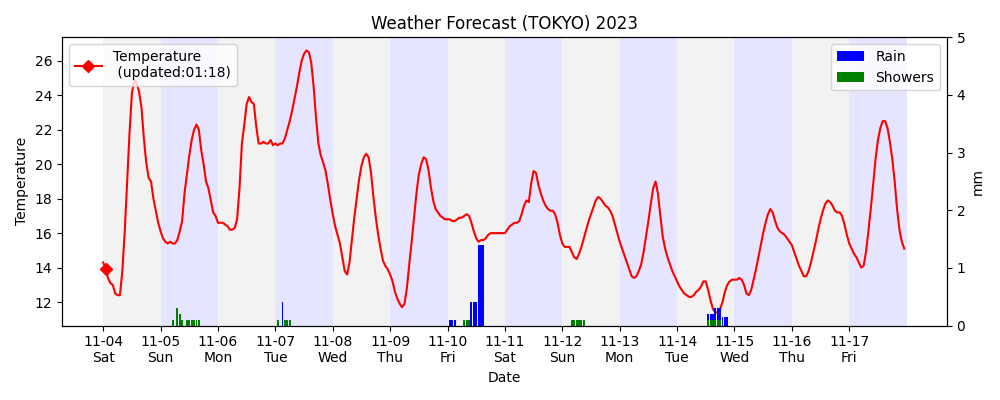 Weather Forecast (TOKYO) 2023
Temperature
(updated:01:18)
Rain
Showers
Temperature
26
24
22
20
18
16
14
12
5
4
3
2
1
0
mm
11-04 11-05 11-06 11-07 11-08 11-09 11-10 11-11 11-12 11-13 11-14 11-15 11-16 11-17
Sat Sun Mon Tue Wed Thu Fri Sat Sun Mon Tue Wed Thu Fri
Date